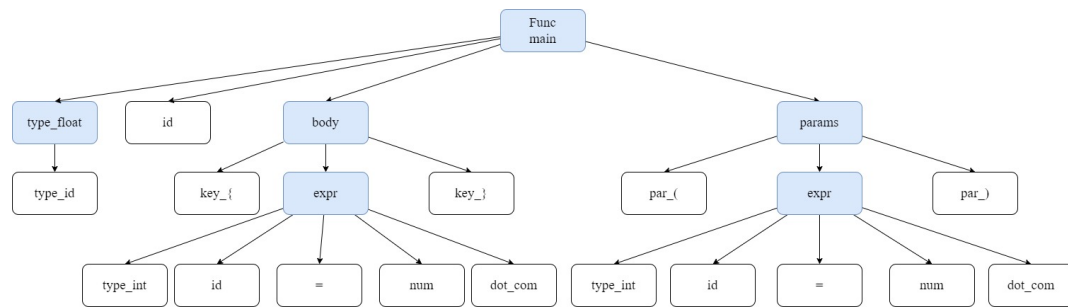 Func
main
type_float
id
body
params
type_id
key_{
expr
key_}
par_(
expr
par_)
type_int
id
=
num
dot_com
type_int
id
=
num
dot_com